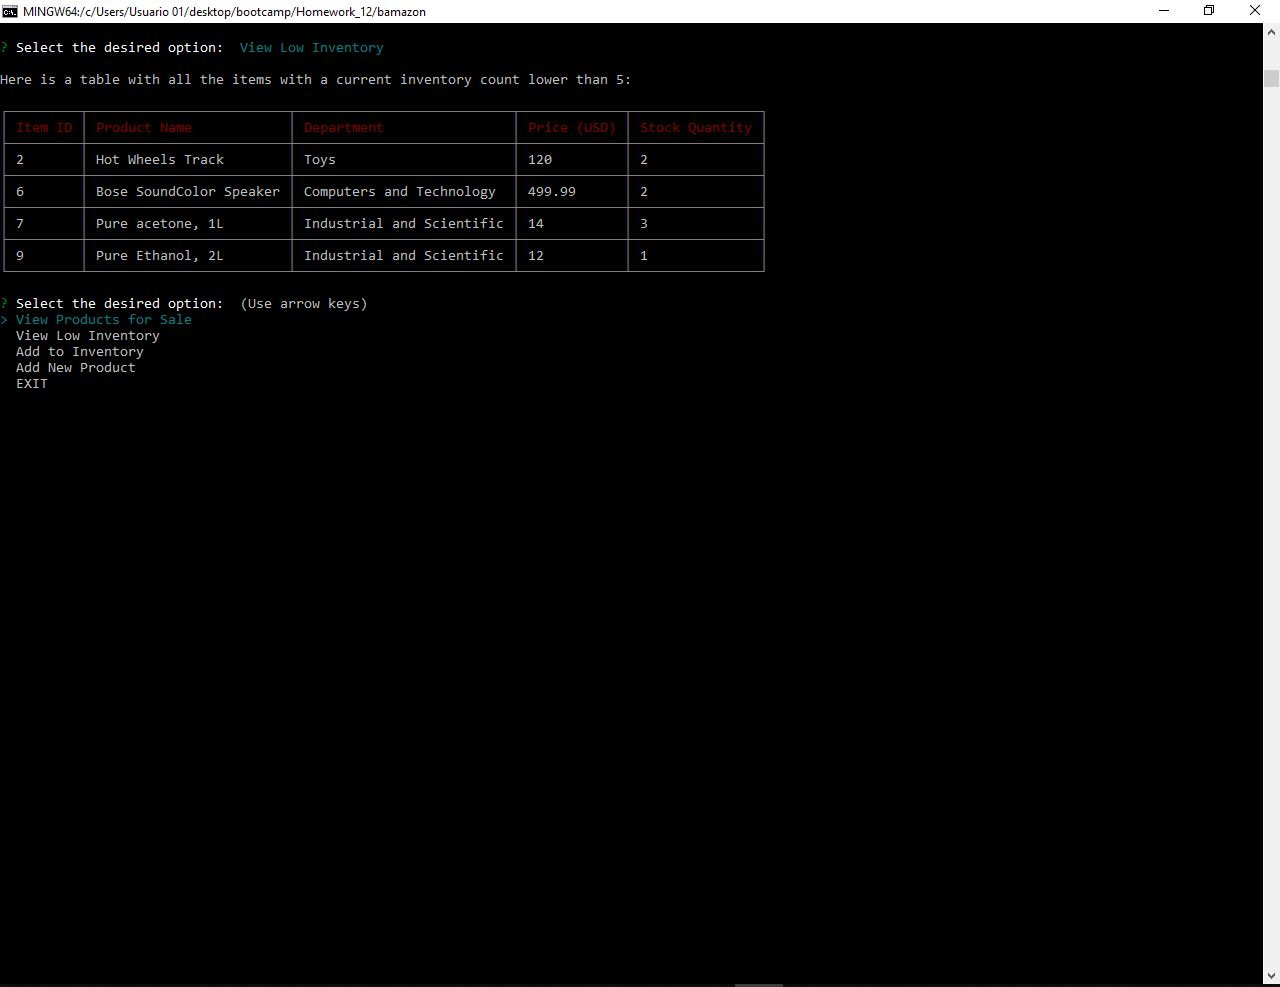 MINGW64:/c/Users/Usuario 01/desktop/bootcamp/Homework_12/bamazon
? Select the desired option:  View Low Inventory
Here is a table with all the items with a current inventory count lower than 5:
Item ID Product Name Department Price (USD) Stock Quantity
2 Hot Wheels Track Toys 120 2
6 Bose SoundColor Speaker Computers and Technology 499.99 2
7 Pure acetone, 1L Industrial and Scientific 14 3
9 Pure Ethanol, 2L Industrial and Scientific 12 1
? Select the desired option:  (Use arrow keys)
> View Products for Sale
View Low Inventory
Add to Inventory
Add New Product
EXIT